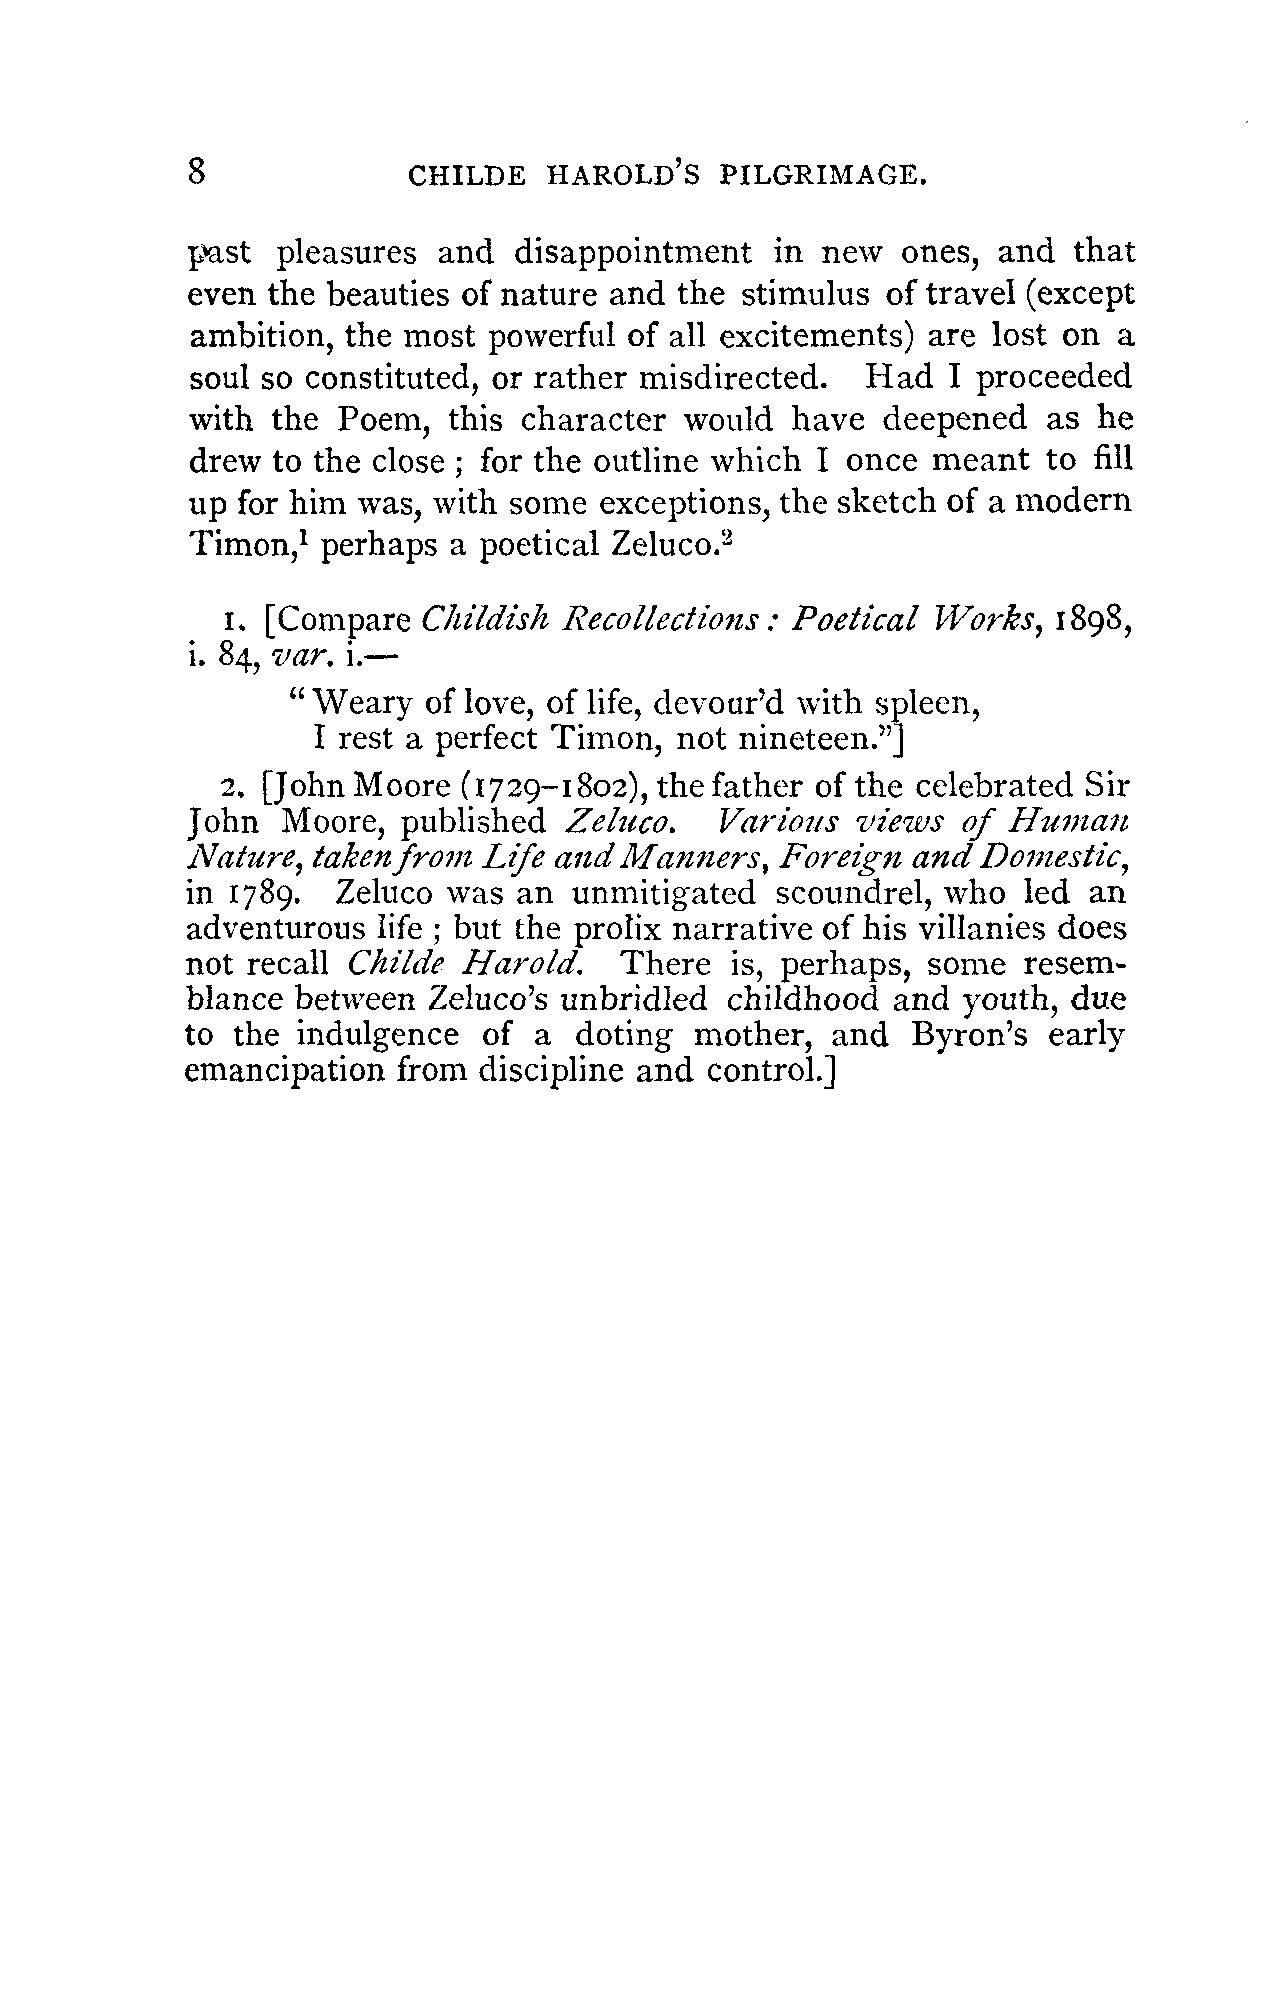 8 CHILDE HAROLD'S PILGRIMAGE.
past pleasures and disappointment in new ones, and that
even the beauties of nature and the stimulus of travel (except
ambition, the most powerful of all excitements) are lost on a
soul so constituted, or rather misdirected. Had I proceeded
with the Poem, this character would have deepened as he
drew to the close ; for the outline which I once meant to fill
up for him was, with some exceptions, the sketch of a modern
Timon,¹ perhaps a poetical Zeluco.²
1. [Compare Childish Recollections : Poetical Works, 1898,
i. 84, var. i.—
"Weary of love, of life, devour'd with spleen,
I rest a perfect Timon, not nineteen."]
2. [John Moore (1729–1802), the father of the celebrated Sir
John Moore, published Zeluco. Various views of Human
Nature, taken from Life and Manners, Foreign and Domestic,
in 1789. Zeluco was an unmitigated scoundrel, who led an
adventurous life ; but the prolix narrative of his villanies does
not recall Childe Harold. There is, perhaps, some resem-
blance between Zeluco's unbridled childhood and youth, due
to the indulgence of a doting mother, and Byron's early
emancipation from discipline and control.]